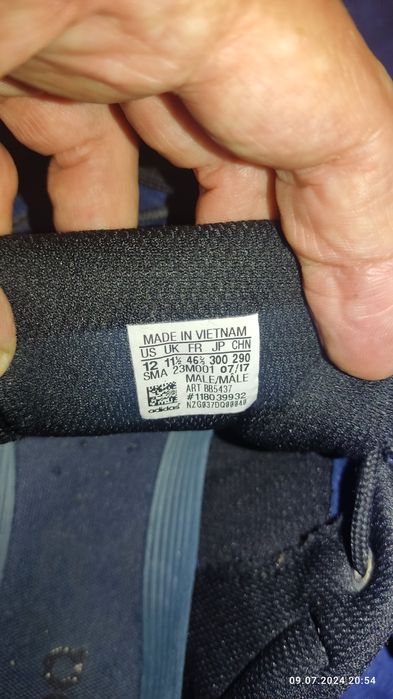 MADE IN VIETNAM
US UK FR JP CHN
12 11½ 46⅔ 300 290
SMA 23M001 07/17
MALE/MÂLE
ART BB5437
#118039932
adidas
09.07.2024 20:54